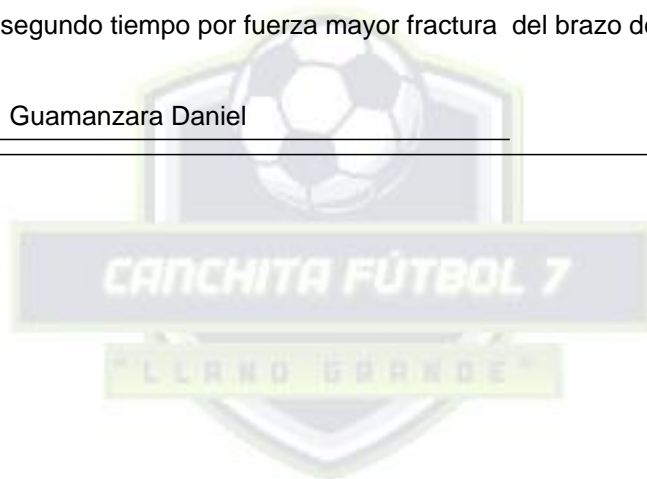 segundo tiempo por fuerza mayor fractura  del brazo de
Guamanzara Daniel
CANCHITA FÚTBOL 7
"LLANO GRANDE"